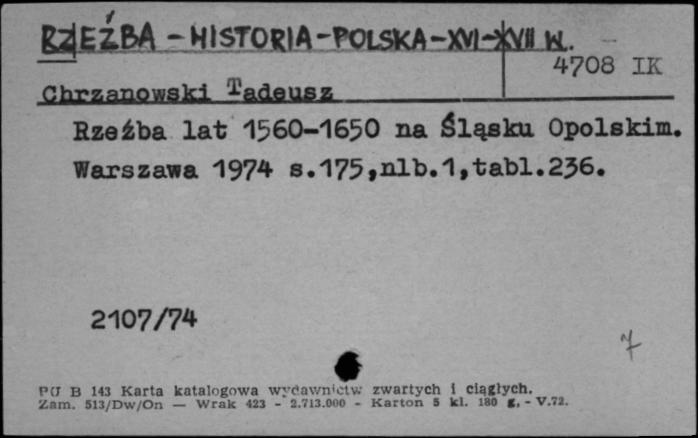 RZEŹBA - HISTORIA - POLSKA - XVI - XVII W.
4708 IK
Chrzanowski Tadeusz
Rzeźba lat 1560-1650 na Śląsku Opolskim.
Warszawa 1974 s.175,nlb.1,tabl.236.
2107/74
7
PU B 143 Karta katalogowa wydawnictw zwartych i ciągłych.
Zam. 513/Dw/On — Wrak 423 - 2.713.000 - Karton 5 kl. 180 g, - V.72.